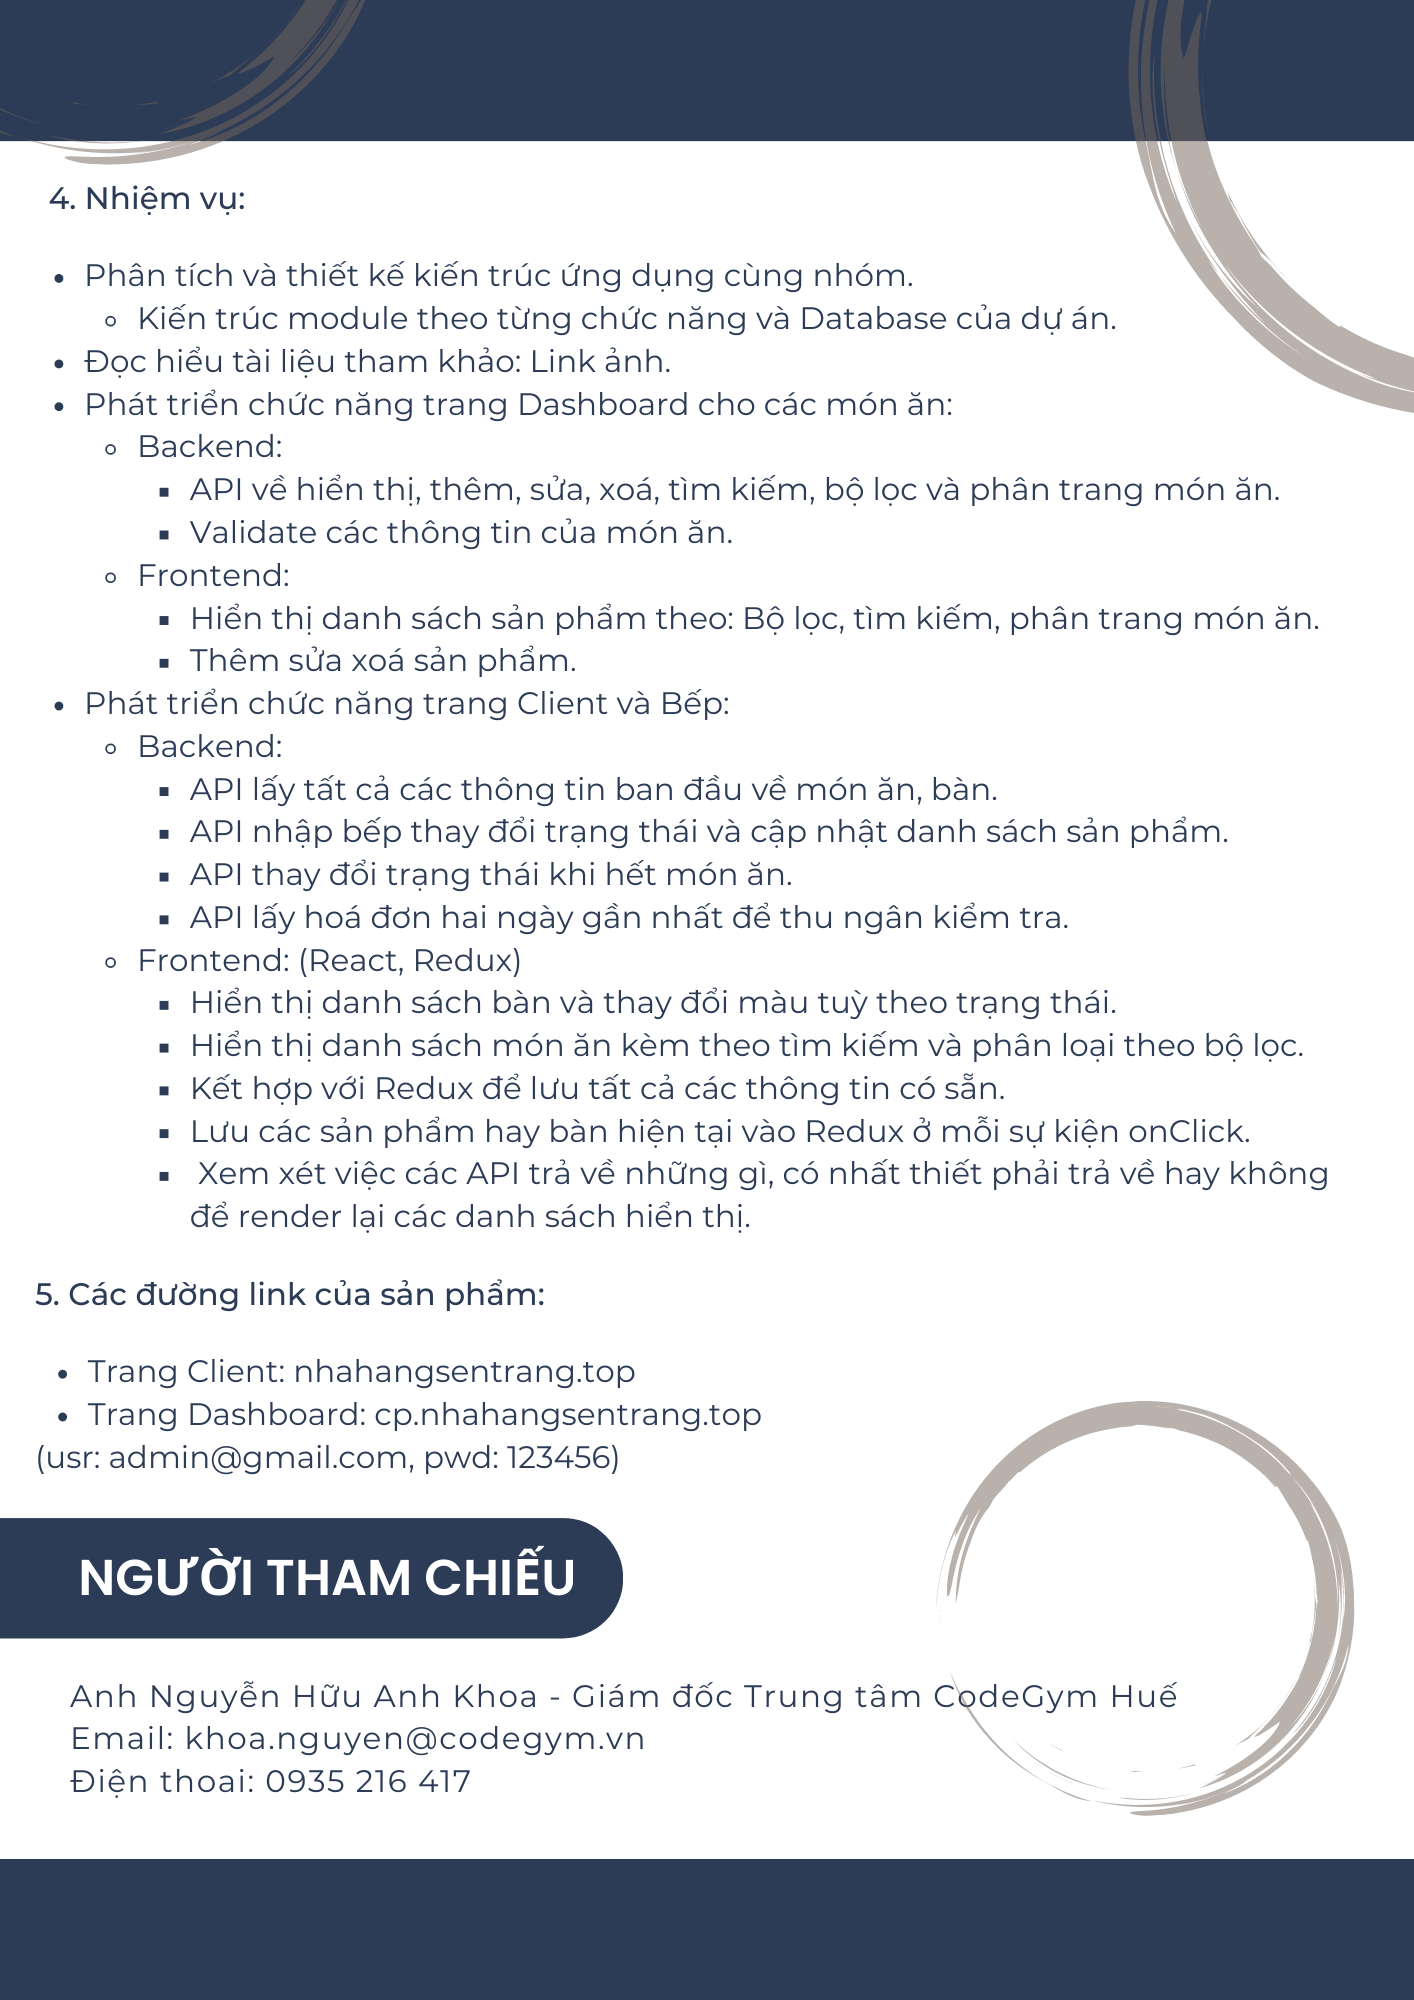 4. Nhiệm vụ:
Phân tích và thiết kế kiến trúc ứng dụng cùng nhóm.
Kiến trúc module theo từng chức năng và Database của dự án.
Đọc hiểu tài liệu tham khảo: Link ảnh.
Phát triển chức năng trang Dashboard cho các món ăn:
Backend:
API về hiển thị, thêm, sửa, xoá, tìm kiếm, bộ lọc và phân trang món ăn.
Validate các thông tin của món ăn.
Frontend:
Hiển thị danh sách sản phẩm theo: Bộ lọc, tìm kiếm, phân trang món ăn.
Thêm sửa xoá sản phẩm.
Phát triển chức năng trang Client và Bếp:
Backend:
API lấy tất cả các thông tin ban đầu về món ăn, bàn.
API nhập bếp thay đổi trạng thái và cập nhật danh sách sản phẩm.
API thay đổi trạng thái khi hết món ăn.
API lấy hoá đơn hai ngày gần nhất để thu ngân kiểm tra.
Frontend: (React, Redux)
Hiển thị danh sách bàn và thay đổi màu tuỳ theo trạng thái.
Hiển thị danh sách món ăn kèm theo tìm kiếm và phân loại theo bộ lọc.
Kết hợp với Redux để lưu tất cả các thông tin có sẵn.
Lưu các sản phẩm hay bàn hiện tại vào Redux ở mỗi sự kiện onClick.
Xem xét việc các API trả về những gì, có nhất thiết phải trả về hay không
để render lại các danh sách hiển thị.
5. Các đường link của sản phẩm:
Trang Client: nhahangsentrang.top
Trang Dashboard: cp.nhahangsentrang.top
(usr: admin@gmail.com, pwd: 123456)
NGƯỜI THAM CHIẾU
Anh Nguyễn Hữu Anh Khoa - Giám đốc Trung tâm CodeGym Huế
Email: khoa.nguyen@codegym.vn
Điện thoai: 0935 216 417